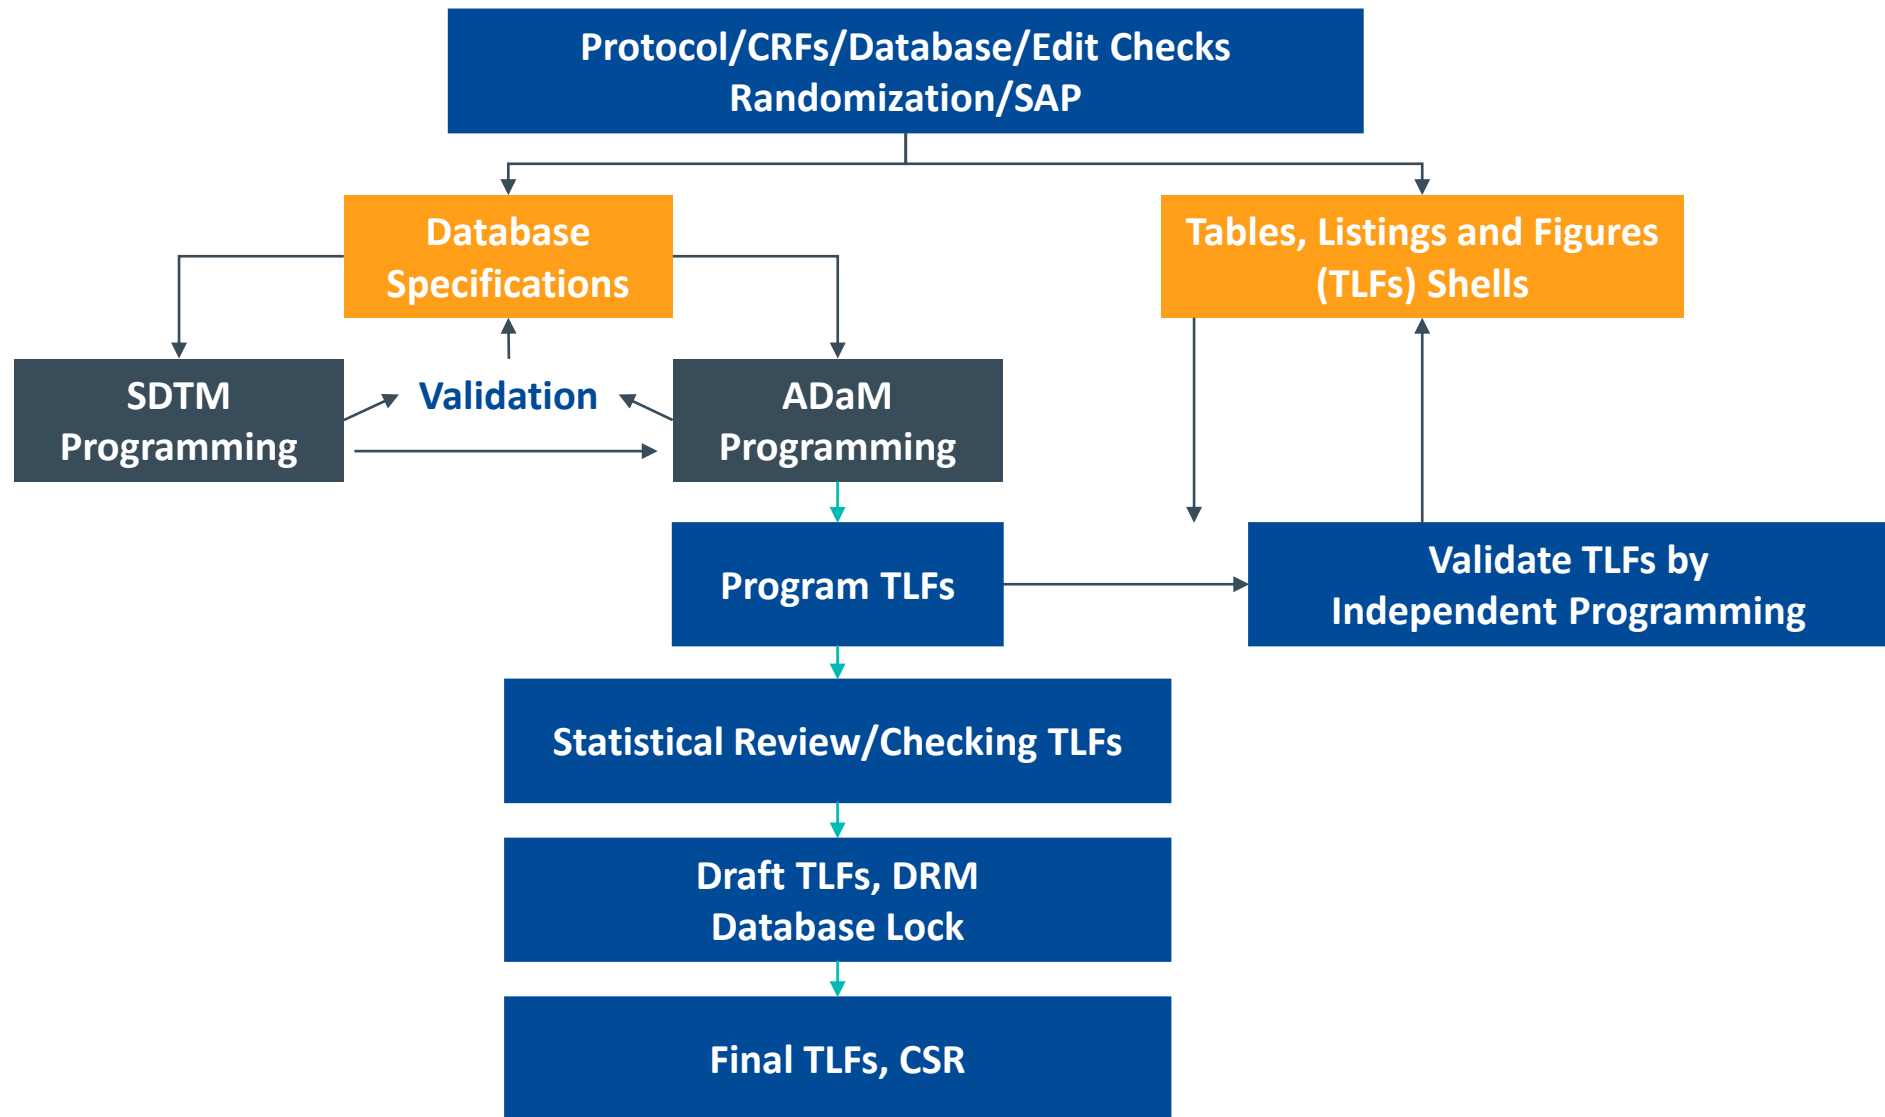 Protocol/CRFs/Database/Edit Checks
Randomization/SAP
Database
Specifications
Tables, Listings and Figures
(TLFs) Shells
SDTM
Programming
Validation
ADaM
Programming
Program TLFs
Validate TLFs by
Independent Programming
Statistical Review/Checking TLFs
Draft TLFs, DRM
Database Lock
Final TLFs, CSR